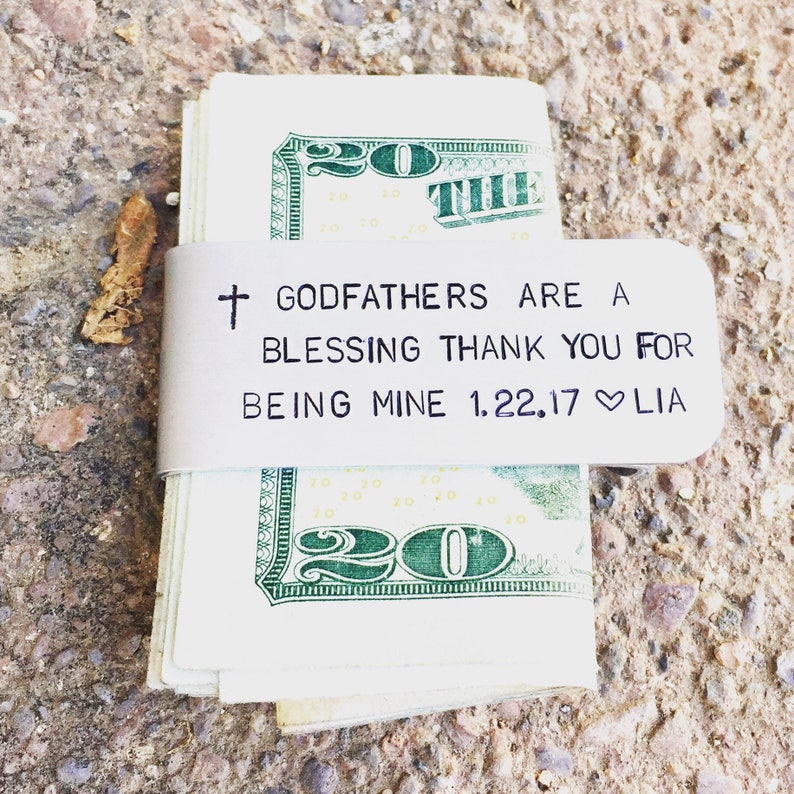 20
THE
† GODFATHERS ARE A
BLESSING THANK YOU FOR
BEING MINE 1.22.17 ♡ LIA
20